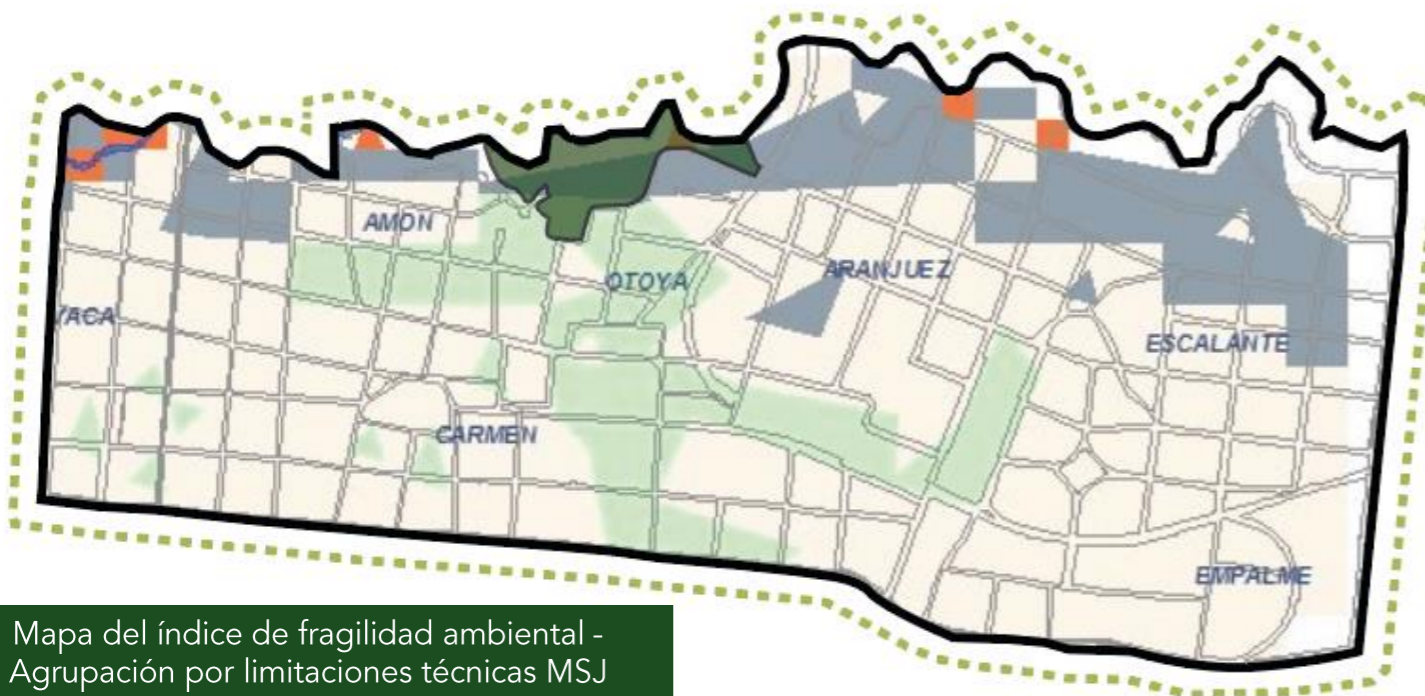 AMON
OTOYA
ARANJUEZ
YACA
ESCALANTE
CARMEN
EMPALME
Mapa del índice de fragilidad ambiental -
Agrupación por limitaciones técnicas MSJ